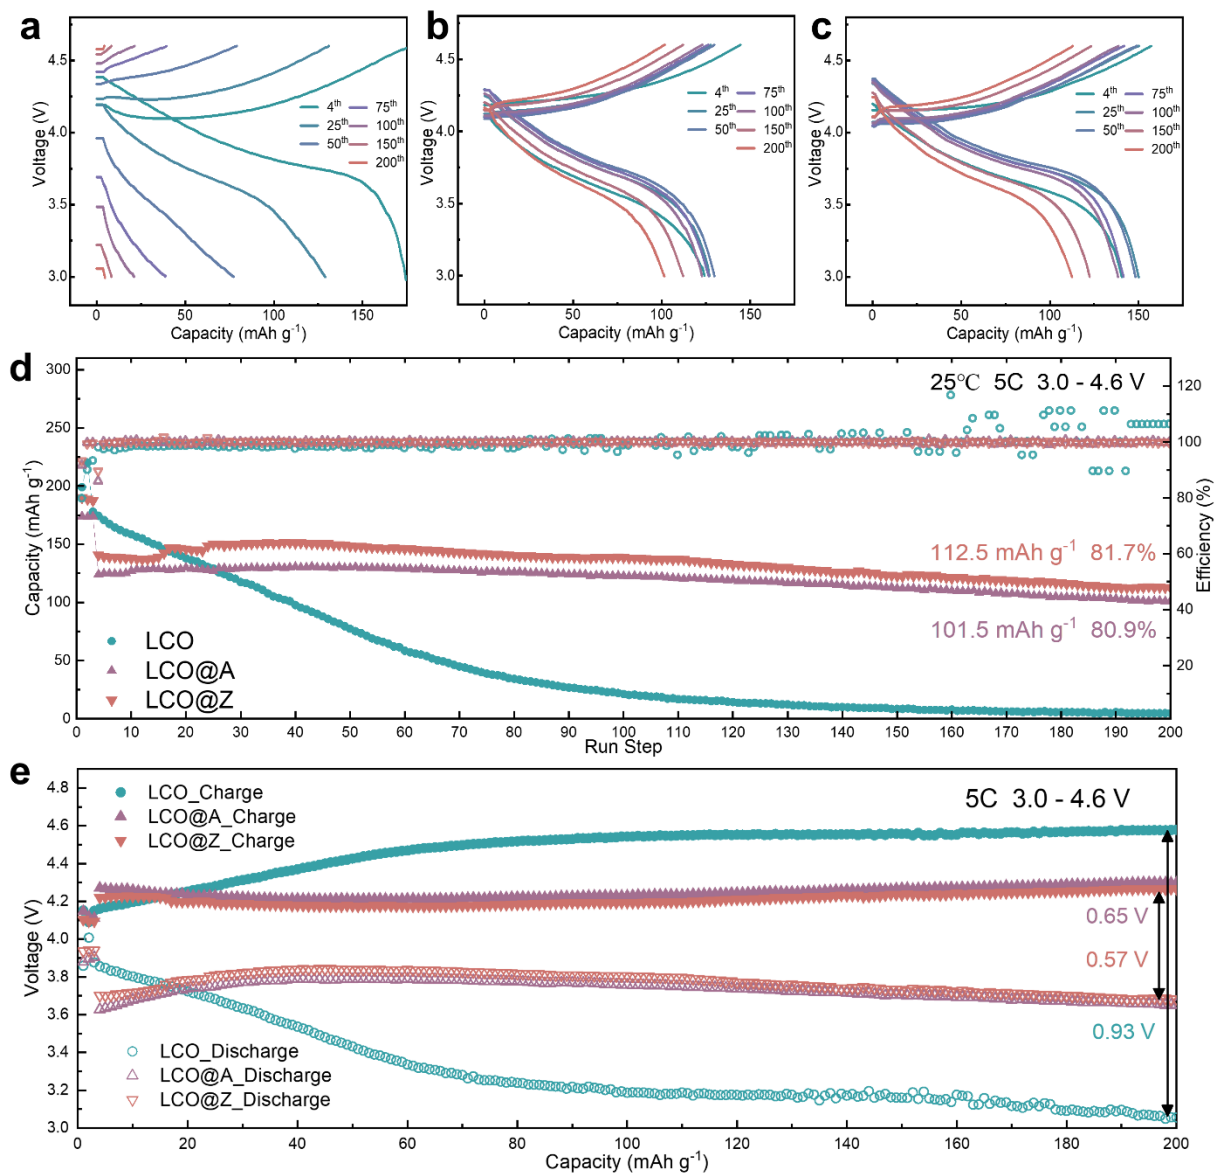 a
b
c
Voltage (V)
4.5
4.0
3.5
3.0
4th
25th
50th
75th
100th
150th
200th
0 50 100 150
Capacity (mAh g-1)
Voltage (V)
4.5
4.0
3.5
3.0
4th
25th
50th
75th
100th
150th
200th
0 50 100 150
Capacity (mAh g-1)
Voltage (V)
4.5
4.0
3.5
3.0
4th
25th
50th
75th
100th
150th
200th
0 50 100 150
Capacity (mAh g-1)
d
25℃ 5C 3.0 - 4.6 V
Capacity (mAh g-1)
300
250
200
150
100
50
0
Efficiency (%)
120
100
80
60
40
20
112.5 mAh g-1 81.7%
101.5 mAh g-1 80.9%
LCO
LCO@A
LCO@Z
0 10 20 30 40 50 60 70 80 90 100 110 120 130 140 150 160 170 180 190 200
Run Step
e
Voltage (V)
4.8
4.6
4.4
4.2
4.0
3.8
3.6
3.4
3.2
3.0
LCO_Charge
LCO@A_Charge
LCO@Z_Charge
5C 3.0 - 4.6 V
0.65 V
0.57 V
0.93 V
LCO_Discharge
LCO@A_Discharge
LCO@Z_Discharge
0 20 40 60 80 100 120 140 160 180 200
Capacity (mAh g-1)